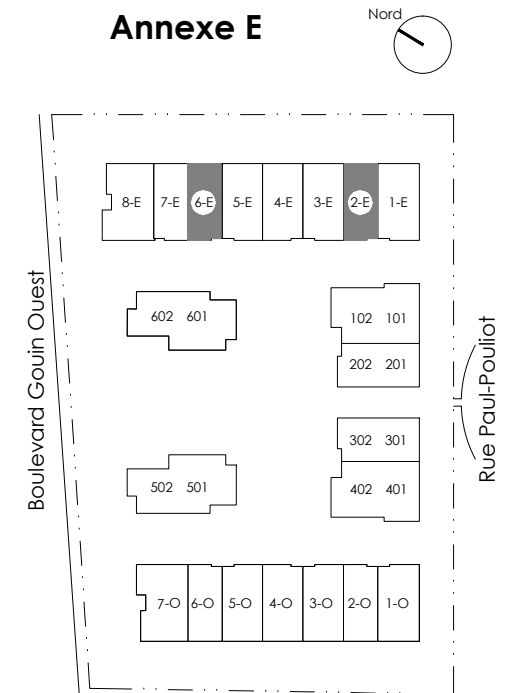 Annexe E
Nord
8-E 7-E 6-E 5-E 4-E 3-E 2-E 1-E
602 601
102 101
202 201
302 301
502 501
402 401
7-O 6-O 5-O 4-O 3-O 2-O 1-O
Boulevard Gouin Ouest
Rue Paul-Pouliot